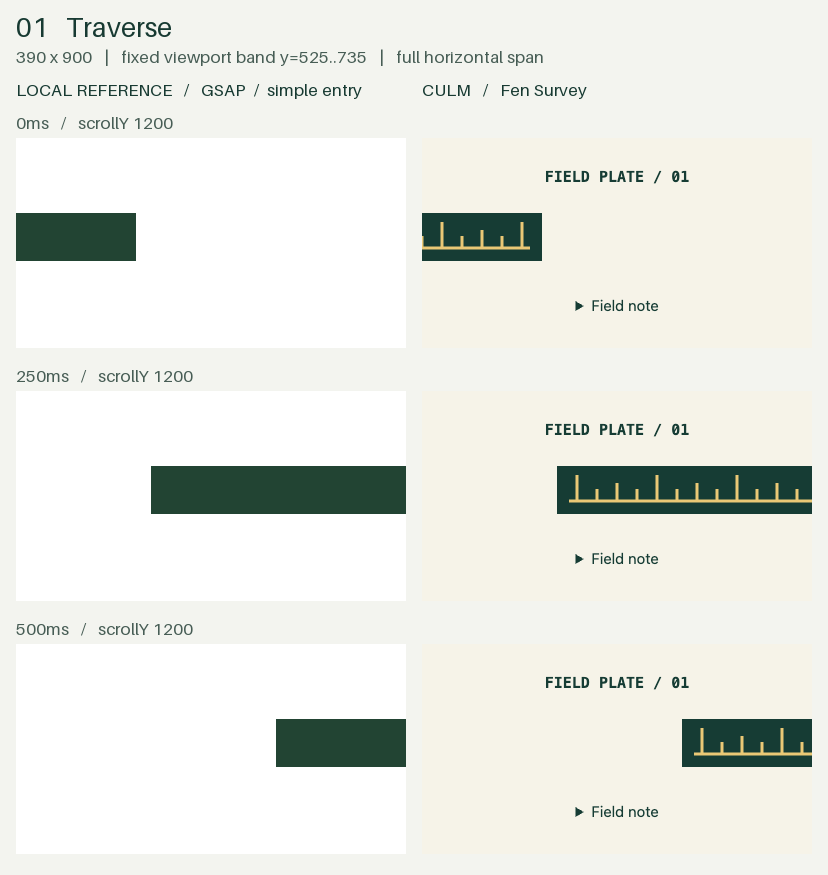 01 Traverse
390 x 900 | fixed viewport band y=525..735 | full horizontal span
LOCAL REFERENCE / GSAP / simple entry
CULM / Fen Survey
0ms / scrollY 1200
FIELD PLATE / 01
▶ Field note
250ms / scrollY 1200
FIELD PLATE / 01
▶ Field note
500ms / scrollY 1200
FIELD PLATE / 01
▶ Field note